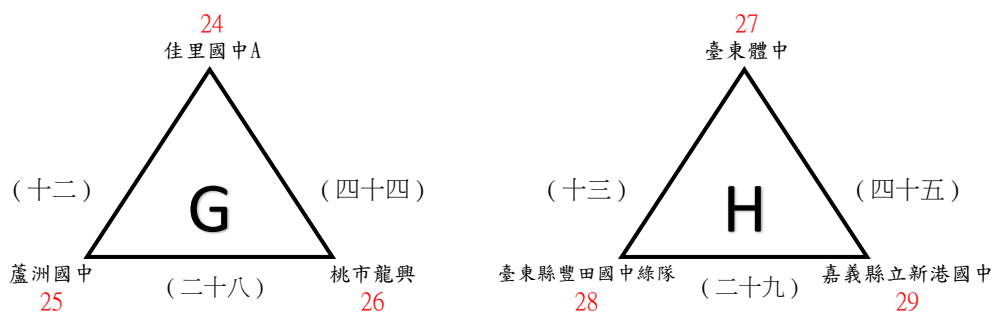 24
佳里國中A
(十二)
G
(四十四)
蘆洲國中
25
(二十八)
桃市龍興
26
27
臺東體中
(十三)
H
(四十五)
臺東縣豐田國中綠隊
28
(二十九)
嘉義縣立新港國中
29